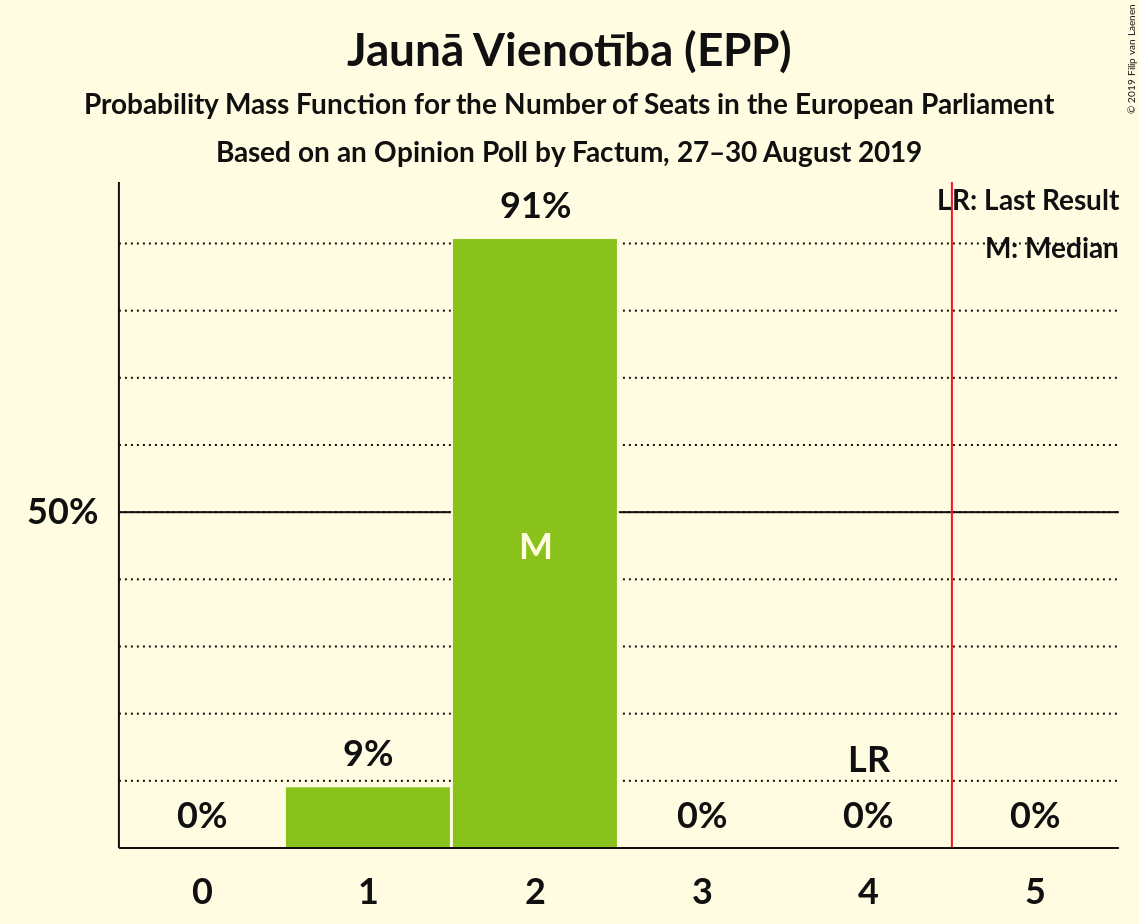 Jaunā Vienotība (EPP)
Probability Mass Function for the Number of Seats in the European Parliament
Based on an Opinion Poll by Factum, 27–30 August 2019
© 2019 Filip van Laenen
LR: Last Result
M: Median
91%
50%
M
9%
LR
0%
0%
0%
0%
0 1 2 3 4 5